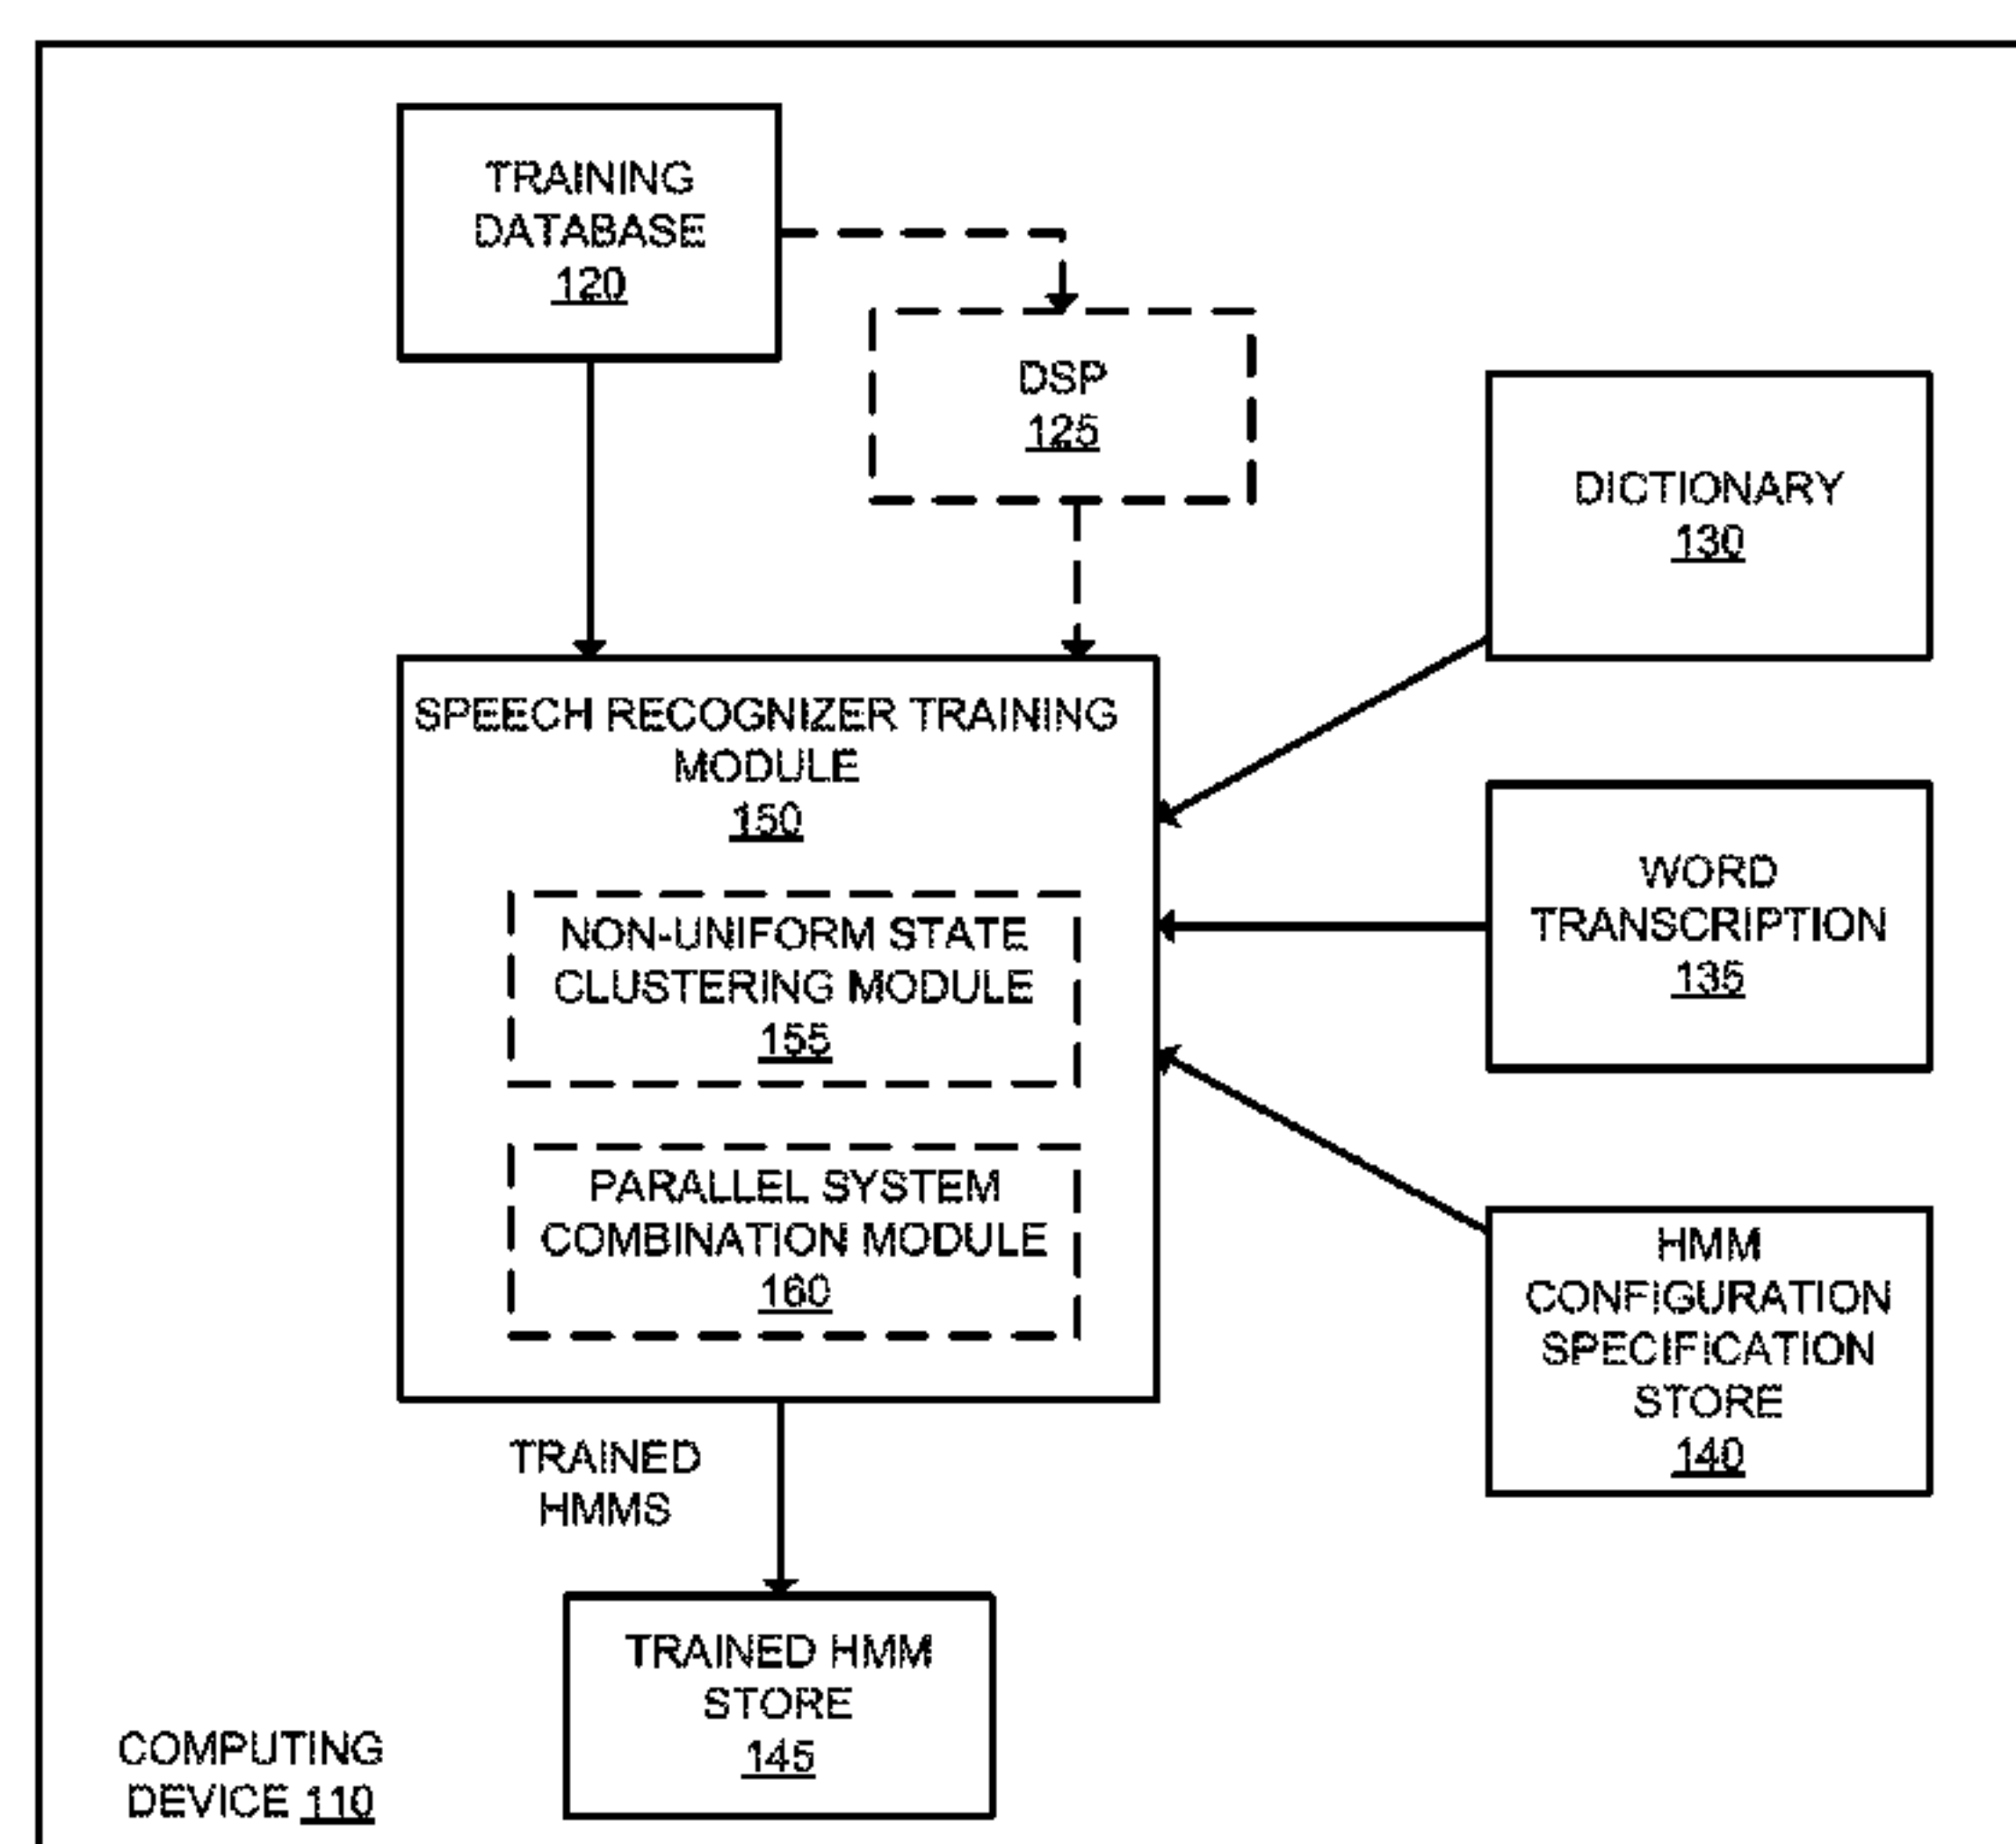 TRAINING
DATABASE
120
DSP
125
DICTIONARY
130
SPEECH RECOGNIZER TRAINING
MODULE
150
NON-UNIFORM STATE
CLUSTERING MODULE
155
PARALLEL SYSTEM
COMBINATION MODULE
160
WORD
TRANSCRIPTION
135
HMM
CONFIGURATION
SPECIFICATION
STORE
140
TRAINED
HMMS
TRAINED HMM
STORE
145
COMPUTING
DEVICE 110